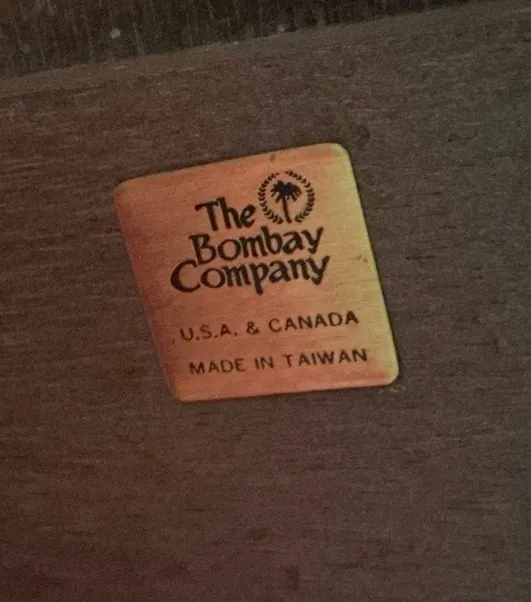 The
Bombay
Company
U.S.A. & CANADA
MADE IN TAIWAN